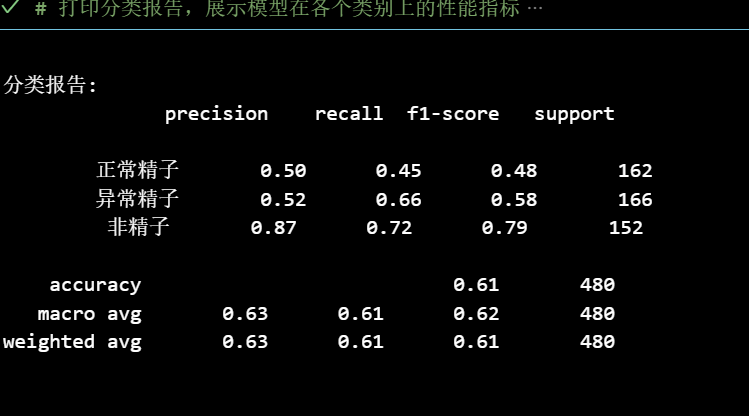 ✓ # 打印分类报告，展示模型在各个类别上的性能指标 …
分类报告:
precision recall f1-score support
正常精子 0.50 0.45 0.48 162
异常精子 0.52 0.66 0.58 166
非精子 0.87 0.72 0.79 152
accuracy 0.61 480
macro avg 0.63 0.61 0.62 480
weighted avg 0.63 0.61 0.61 480